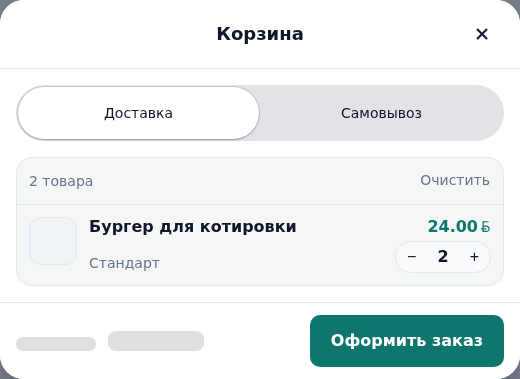 Корзина ✕
Доставка Самовывоз
2 товара Очистить
Бургер для котировки 24.00 Ƃ
Стандарт − 2 +
Оформить заказ